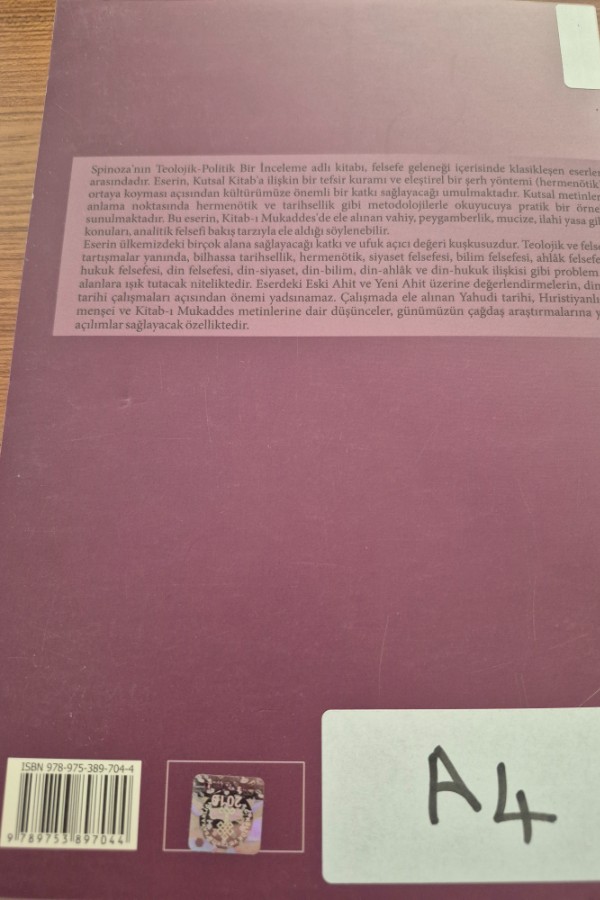 Spinoza'nın Teolojik-Politik Bir İnceleme adlı kitabı, felsefe geleneği içerisinde klasikleşen eserler
arasındadır. Eserin, Kutsal Kitab'a ilişkin bir tefsir kuramı ve eleştirel bir şerh yöntemi (hermenötik)
ortaya koyması açısından kültürümüze önemli bir katkı sağlayacağı umulmaktadır. Kutsal metinler
anlama noktasında hermenötik ve tarihsellik gibi metodolojilerle okuyucuya pratik bir örne
sunulmaktadır. Bu eserin, Kitab-ı Mukaddes'de ele alınan vahiy, peygamberlik, mucize, ilahi yasa gib
konuları, analitik felsefi bakış tarzıyla ele aldığı söylenebilir.
Eserin ülkemizdeki birçok alana sağlayacağı katkı ve ufuk açıcı değeri kuşkusuzdur. Teolojik ve felse
tartışmalar yanında, bilhassa tarihsellik, hermenötik, siyaset felsefesi, bilim felsefesi, ahlâk felsefe
hukuk felsefesi, din felsefesi, din-siyaset, din-bilim, din-ahlâk ve din-hukuk ilişkisi gibi problem
alanlara ışık tutacak niteliktedir. Eserdeki Eski Ahit ve Yeni Ahit üzerine değerlendirmelerin, din
tarihi çalışmaları açısından önemi yadsınamaz. Çalışmada ele alınan Yahudi tarihi, Hıristiyanlı
menşei ve Kitab-ı Mukaddes metinlerine dair düşünceler, günümüzün çağdaş araştırmalarına y
açılımlar sağlayacak özelliktedir.
ISBN 978-975-389-704-4
9 789753 897044
A4